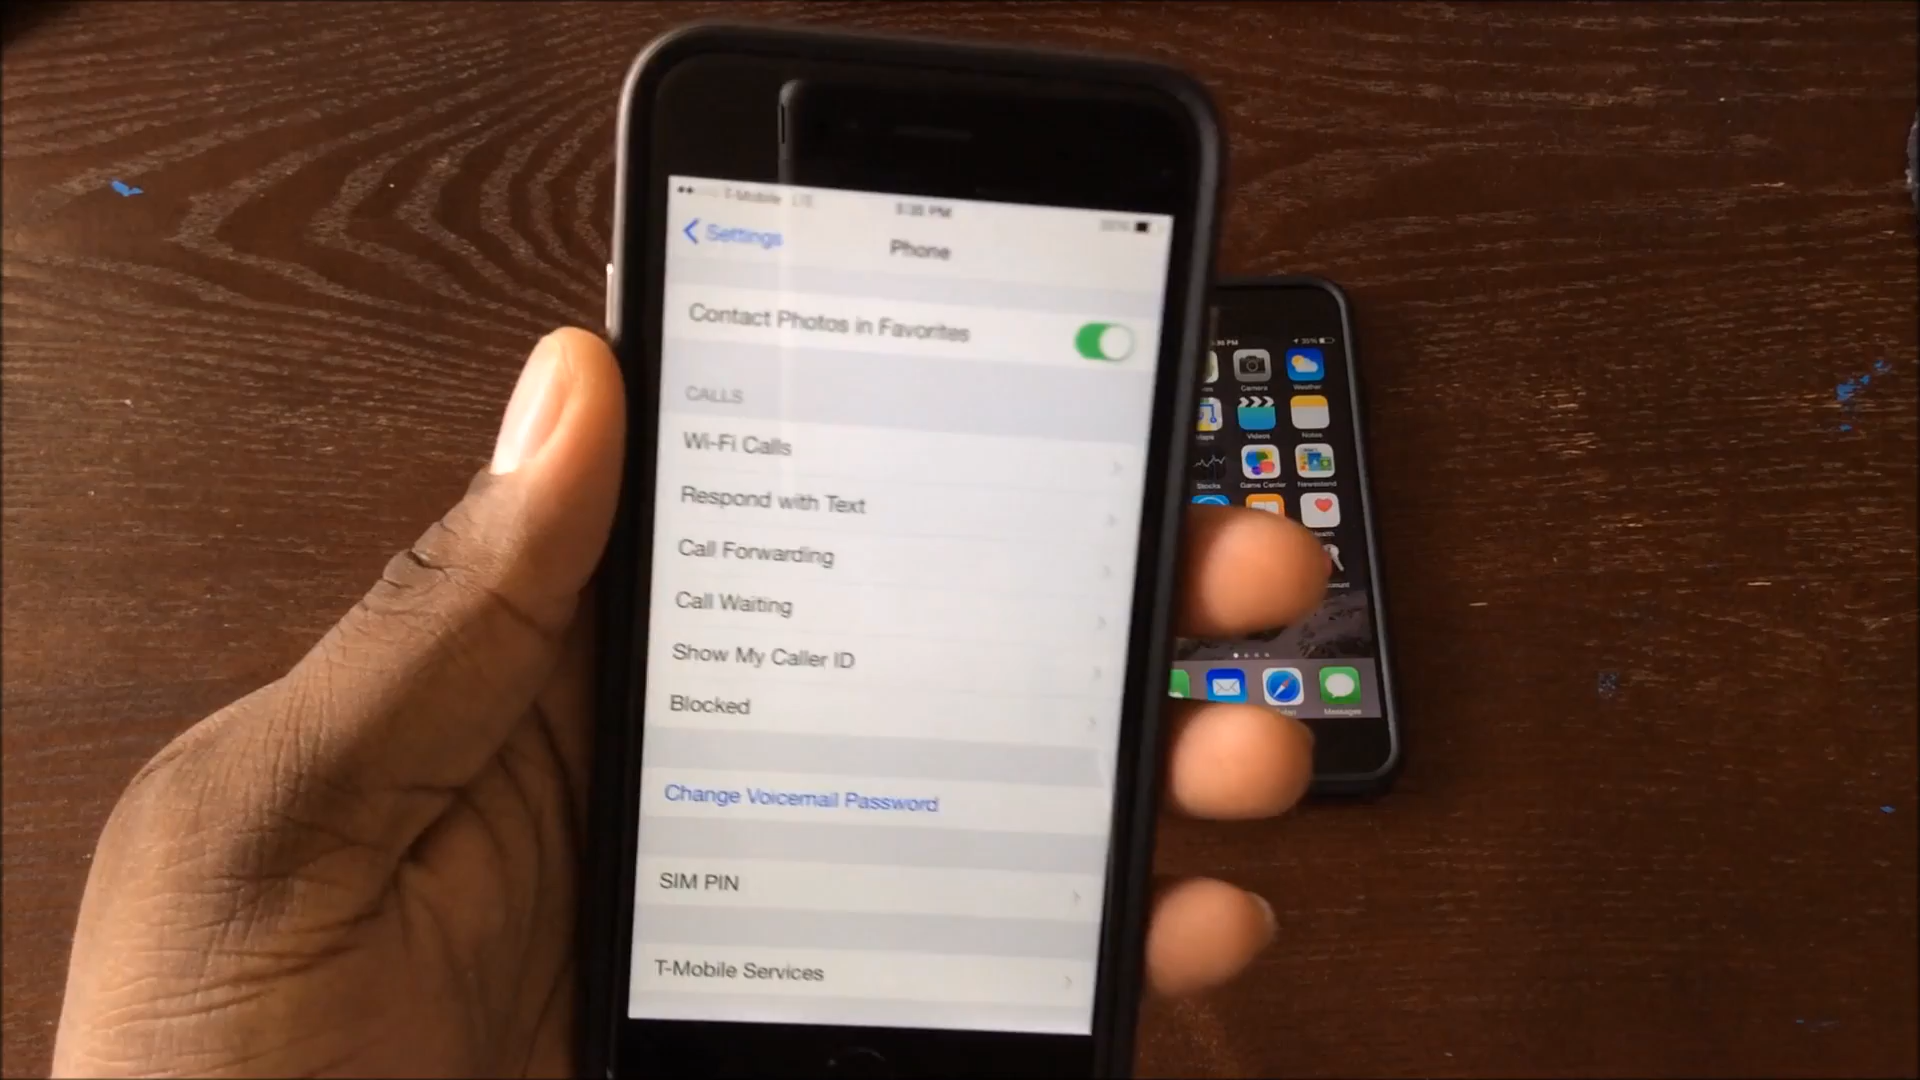 T-Mobile LTE
Settings
Phone
Contact Photos in Favorites
CALLS
Wi-Fi Calls
Respond with Text
Call Forwarding
Call Waiting
Show My Caller ID
Blocked
Change Voicemail Password
SIM PIN
T-Mobile Services
Camera
Weather
Videos
Notes
Stocks
Game Center
Newsstand
Messages